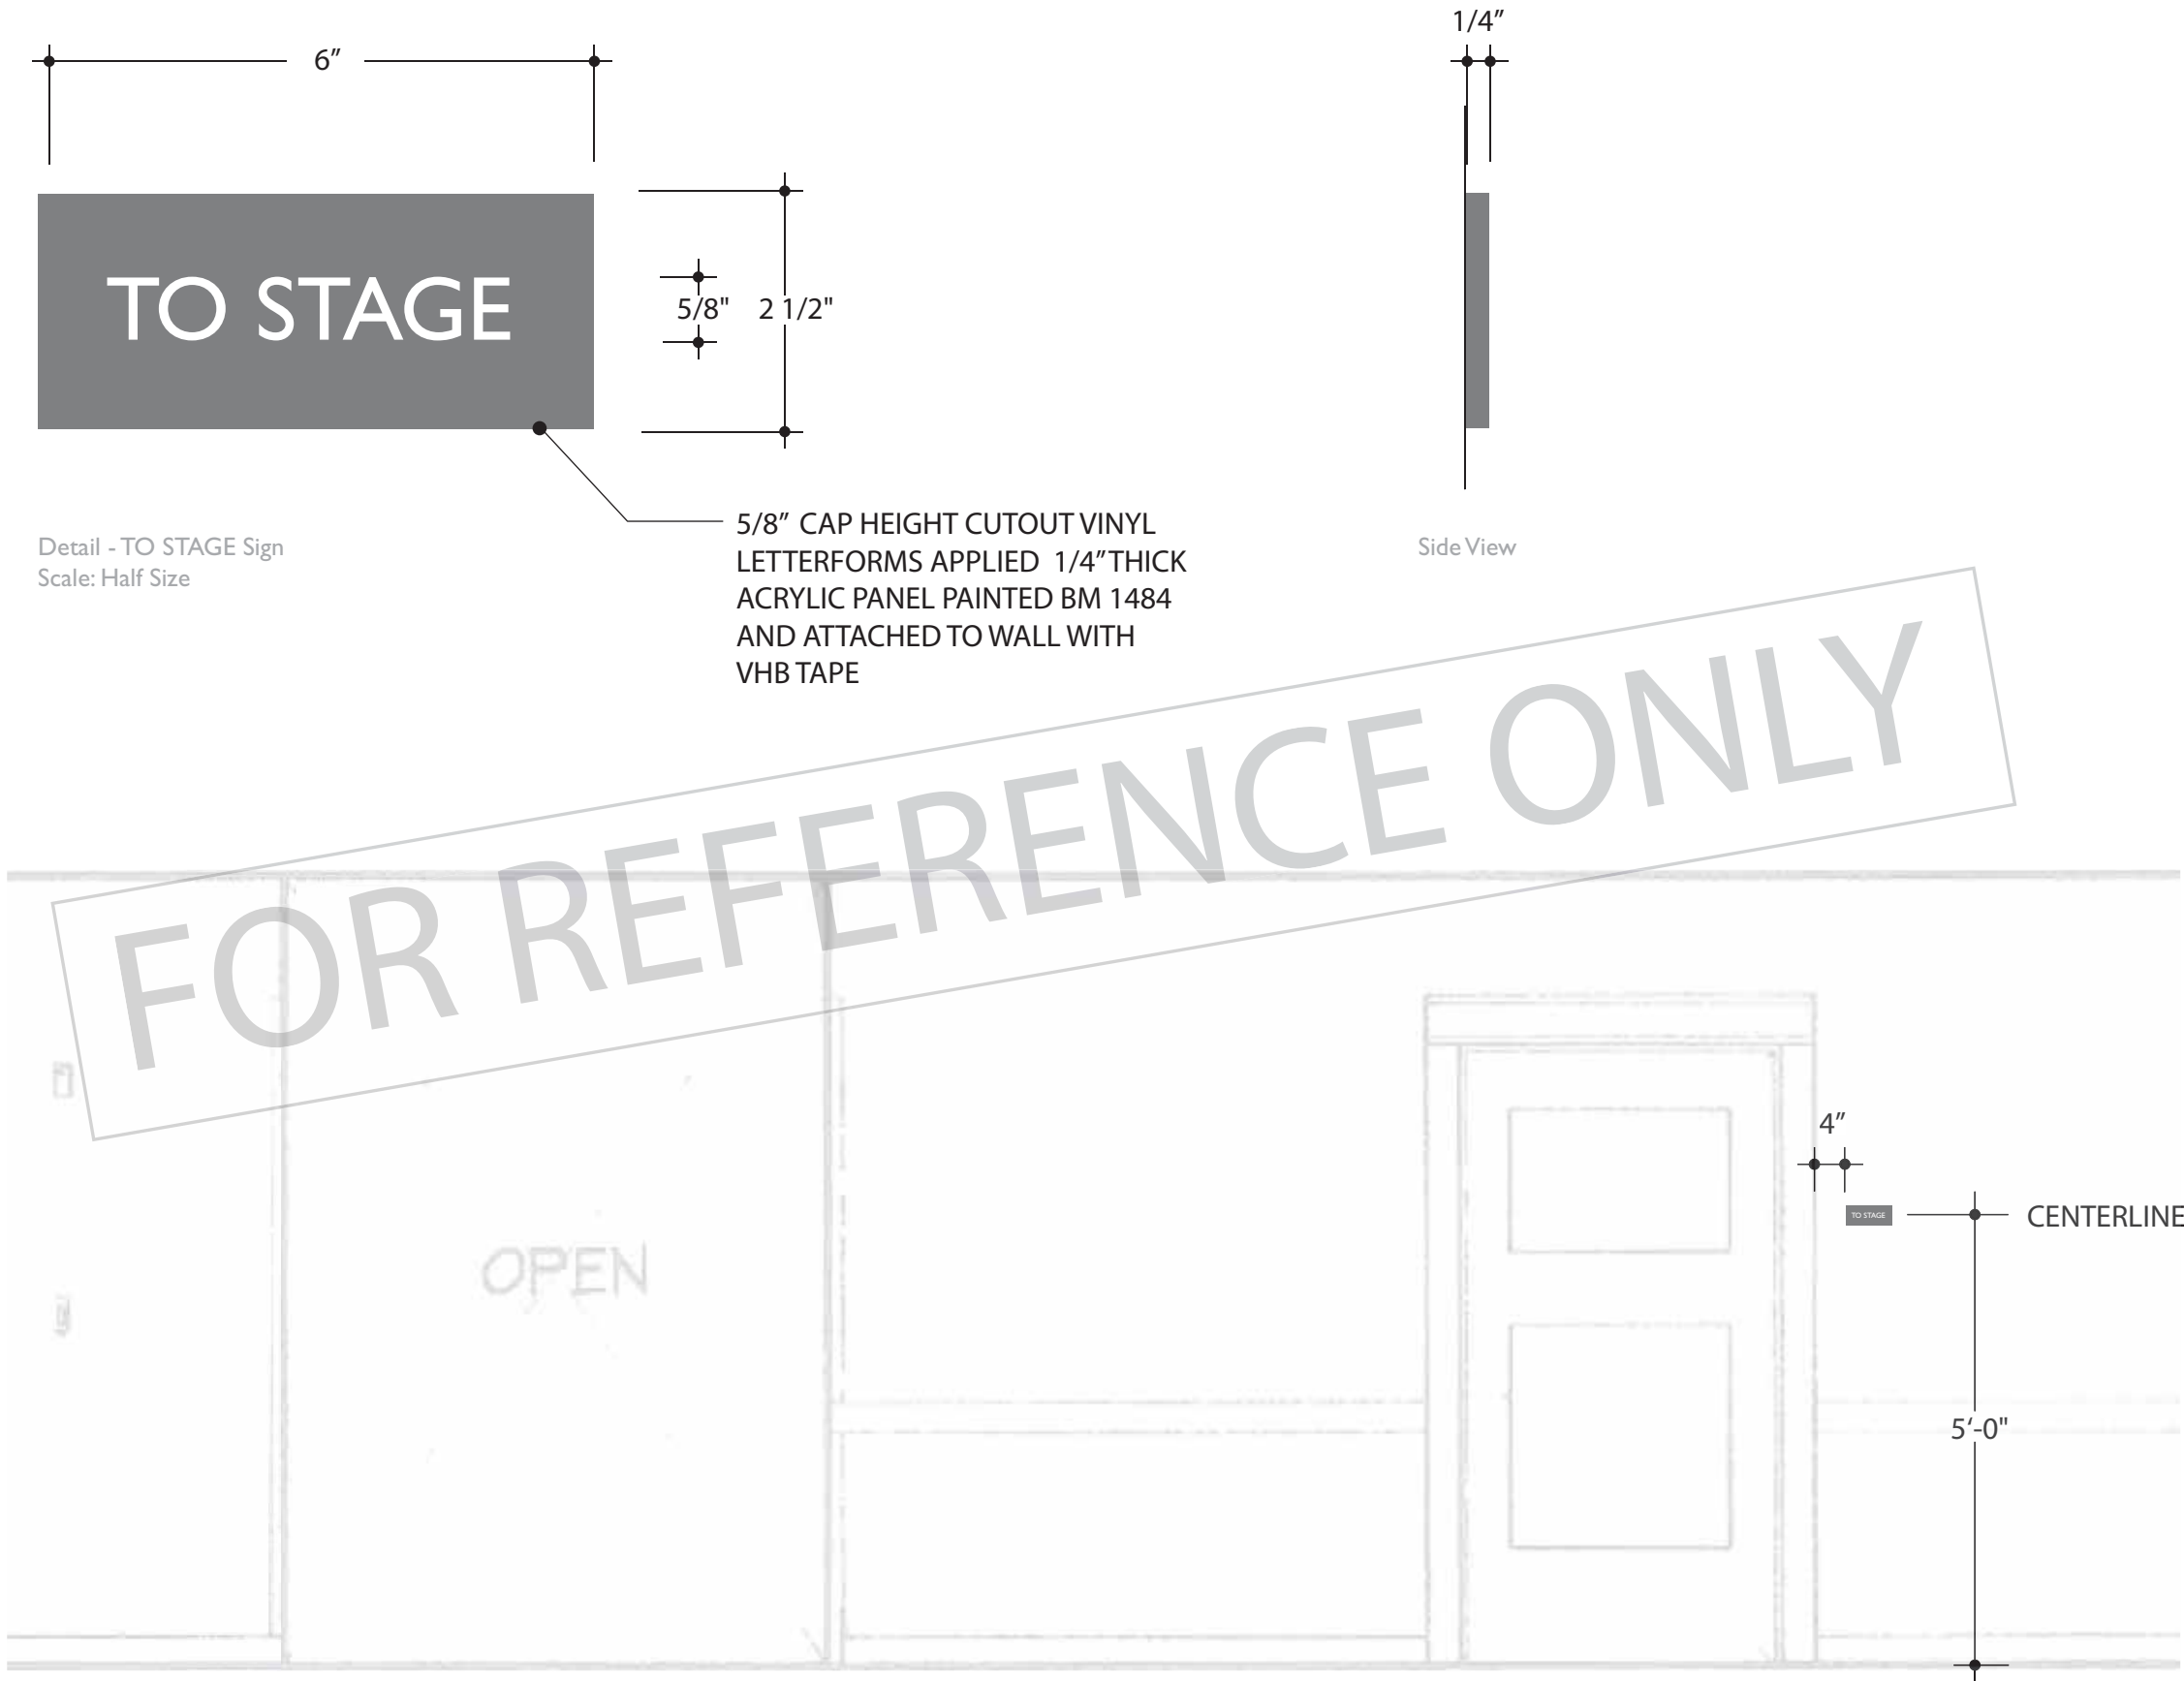 6”
1/4”
TO STAGE
5/8" 2 1/2"
5/8” CAP HEIGHT CUTOUT VINYL
LETTERFORMS APPLIED 1/4” THICK
ACRYLIC PANEL PAINTED BM 1484
AND ATTACHED TO WALL WITH
VHB TAPE
Detail - TO STAGE Sign
Scale: Half Size
Side View
FOR REFERENCE ONLY
4”
TO STAGE
CENTERLINE
OPEN
5‘-0"